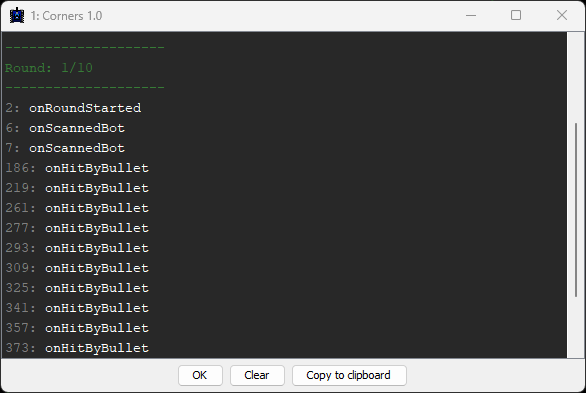 1: Corners 1.0
--------------------
Round: 1/10
--------------------
2: onRoundStarted
6: onScannedBot
7: onScannedBot
186: onHitByBullet
219: onHitByBullet
261: onHitByBullet
277: onHitByBullet
293: onHitByBullet
309: onHitByBullet
325: onHitByBullet
341: onHitByBullet
357: onHitByBullet
373: onHitByBullet
OK Clear Copy to clipboard